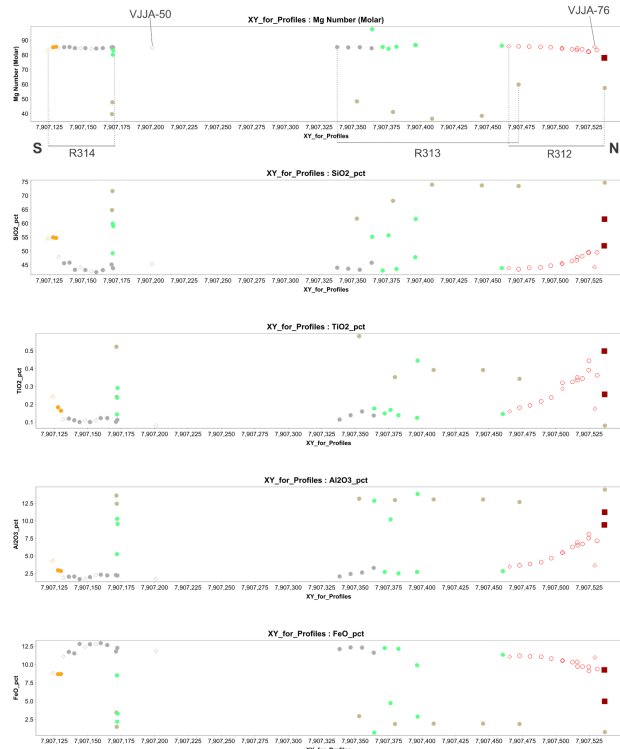 VJJA-50
VJJA-76
XY_for_Profiles : Mg Number (Molar)
Mg Number (Molar)
90
80
70
60
50
40
7,907,125 7,907,150 7,907,175 7,907,200 7,907,225 7,907,250 7,907,275 7,907,300 7,907,325 7,907,350 7,907,375 7,907,400 7,907,425 7,907,450 7,907,475 7,907,500 7,907,525
XY_for_Profiles
S
R314
R313
R312
N
XY_for_Profiles : SiO2_pct
SiO2_pct
75
70
65
60
55
50
45
7,907,125 7,907,150 7,907,175 7,907,200 7,907,225 7,907,250 7,907,275 7,907,300 7,907,325 7,907,350 7,907,375 7,907,400 7,907,425 7,907,450 7,907,475 7,907,500 7,907,525
XY_for_Profiles
XY_for_Profiles : TiO2_pct
TiO2_pct
0.5
0.4
0.3
0.2
0.1
7,907,125 7,907,150 7,907,175 7,907,200 7,907,225 7,907,250 7,907,275 7,907,300 7,907,325 7,907,350 7,907,375 7,907,400 7,907,425 7,907,450 7,907,475 7,907,500 7,907,525
XY_for_Profiles
XY_for_Profiles : Al2O3_pct
Al2O3_pct
12.5
10.0
7.5
5.0
2.5
7,907,125 7,907,150 7,907,175 7,907,200 7,907,225 7,907,250 7,907,275 7,907,300 7,907,325 7,907,350 7,907,375 7,907,400 7,907,425 7,907,450 7,907,475 7,907,500 7,907,525
XY_for_Profiles
XY_for_Profiles : FeO_pct
FeO_pct
12.5
10.0
7.5
5.0
2.5
7,907,125 7,907,150 7,907,175 7,907,200 7,907,225 7,907,250 7,907,275 7,907,300 7,907,325 7,907,350 7,907,375 7,907,400 7,907,425 7,907,450 7,907,475 7,907,500 7,907,525